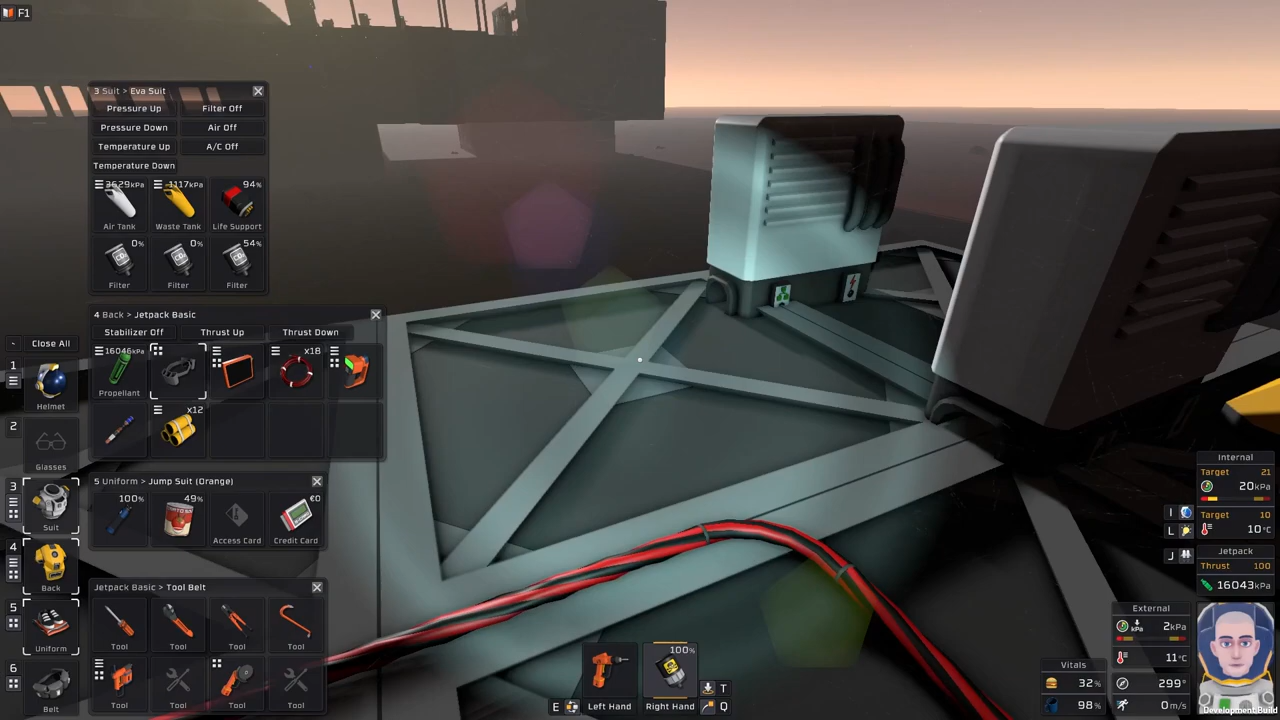 F1
3 Suit > Eva Suit
Pressure Up
Filter Off
Pressure Down
Air Off
Temperature Up
A/C Off
Temperature Down
3629kPa
1117kPa
94%
Air Tank
Waste Tank
Life Support
0%
0%
54%
Filter
Filter
Filter
4 Back > Jetpack Basic
Stabilizer Off
Thrust Up
Thrust Down
16046kPa
x18
Propellant
x12
5 Uniform > Jump Suit (Orange)
100%
49%
€0
Access Card
Credit Card
Jetpack Basic > Tool Belt
Tool
Tool
Tool
Tool
Tool
Tool
Tool
Tool
Close All
1
Helmet
2
Glasses
3
Suit
4
Back
5
Uniform
6
Belt
100%
E
Left Hand
Right Hand
T
Q
Internal
Target 21
20kPa
Target 10
I
L
10°C
Jetpack
J
Thrust 100
16043kPa
External
kPa
2kPa
11°C
299°
0m/s
Vitals
32%
98%
Development Build